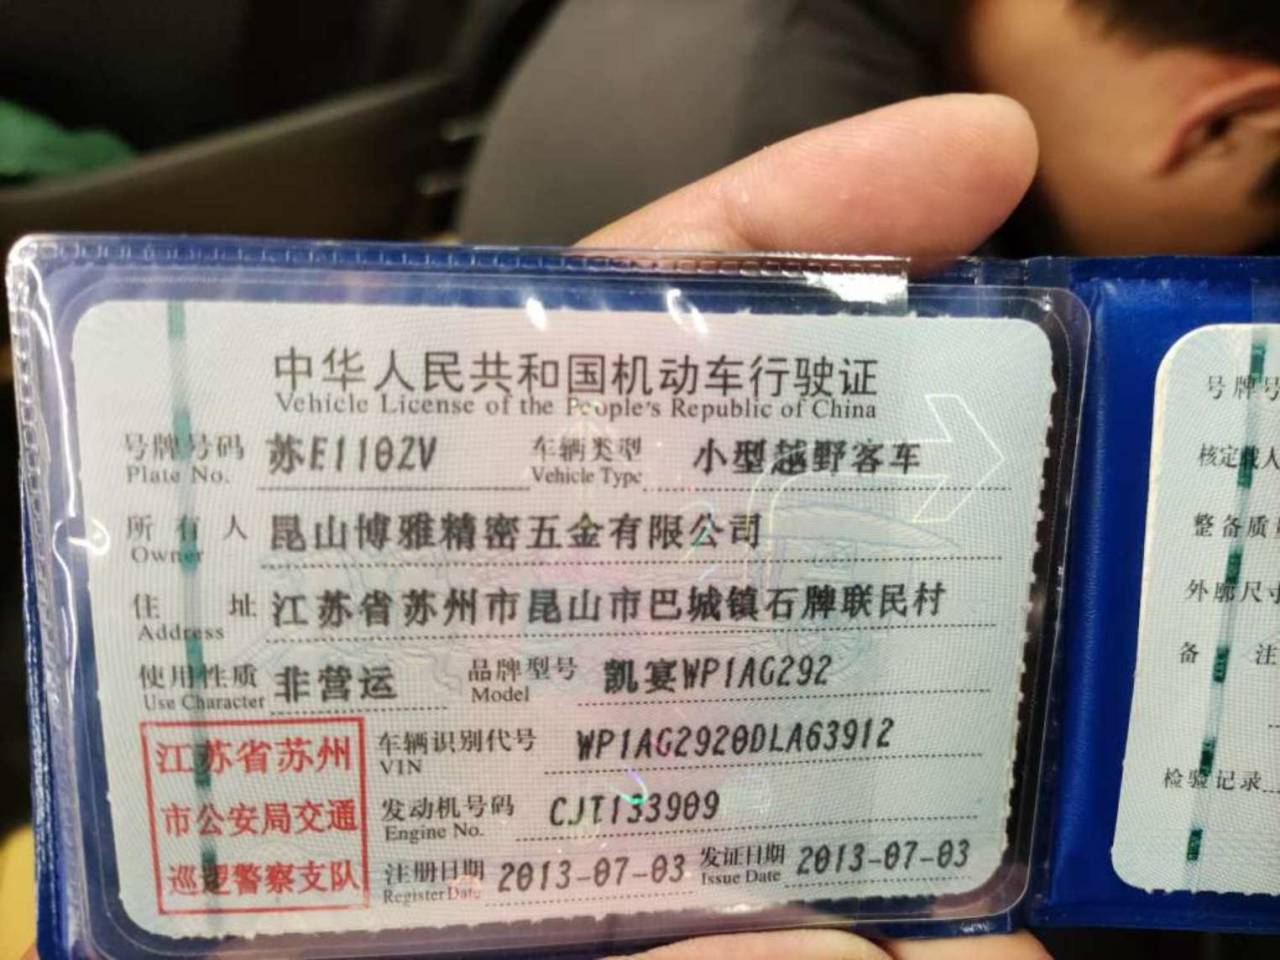 中华人民共和国机动车行驶证
Vehicle License of the People's Republic of China
号牌号码 苏E1102V 车辆类型 小型越野客车
Plate No. Vehicle Type
所有人 昆山博雅精密五金有限公司
Owner
住址 江苏省苏州市昆山市巴城镇石牌联民村
Address
使用性质 非营运 品牌型号 凯宴WP1AG292
Use Character Model
江苏省苏州
市公安局交通
巡逻警察支队
车辆识别代号 WP1AG2920DLA63912
VIN
发动机号码 CJT133909
Engine No.
注册日期 2013-07-03 发证日期 2013-07-03
Register Date Issue Date
号牌号
核定载人
整备质
外廓尺寸
备注
检验记录